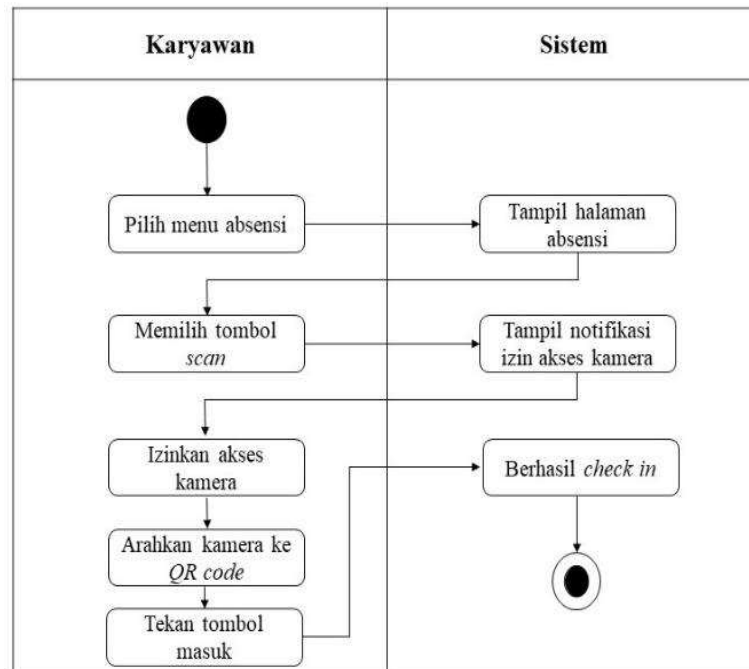 Karyawan
Sistem
Pilih menu absensi
Tampil halaman
absensi
Memilih tombol
scan
Tampil notifikasi
izin akses kamera
Izinkan akses
kamera
Arahkan kamera ke
QR code
Tekan tombol
masuk
Berhasil check in